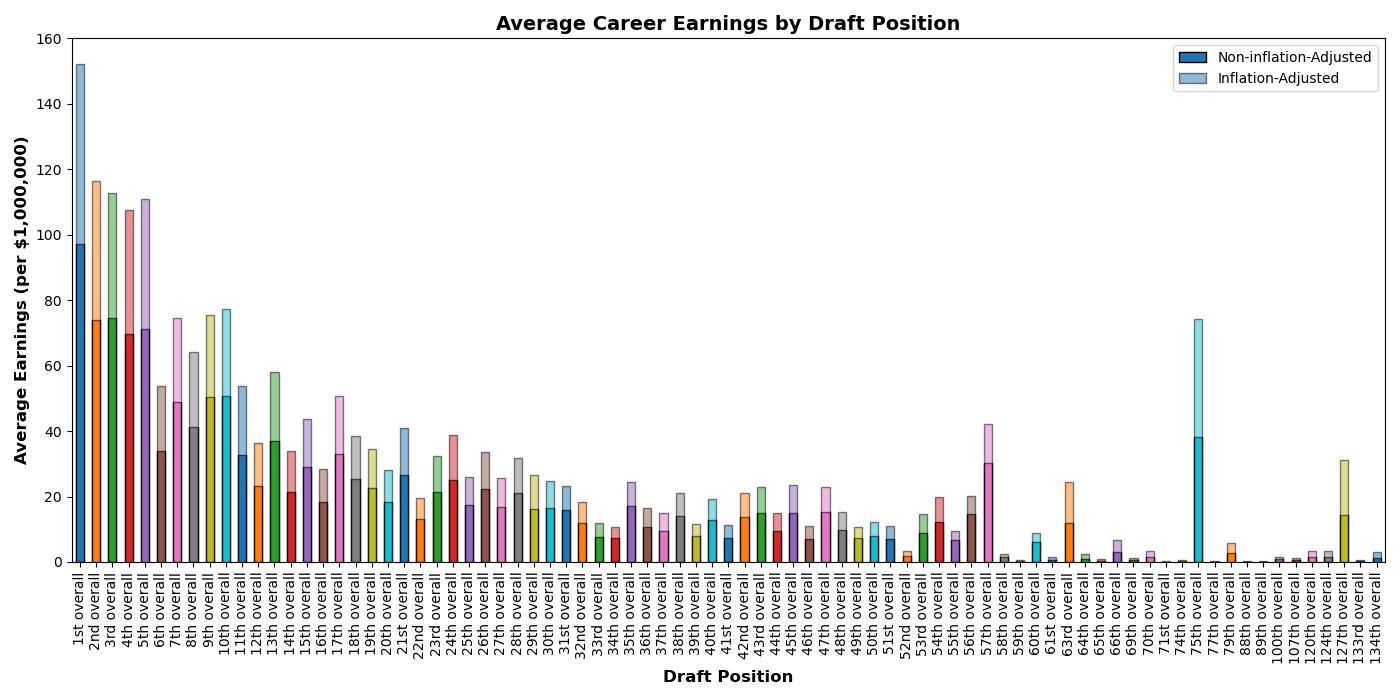 Average Career Earnings by Draft Position
Non-inflation-Adjusted
Inflation-Adjusted
Average Earnings (per $1,000,000)
160
140
120
100
80
60
40
20
0
1st overall
2nd overall
3rd overall
4th overall
5th overall
6th overall
7th overall
8th overall
9th overall
10th overall
11th overall
12th overall
13th overall
14th overall
15th overall
16th overall
17th overall
18th overall
19th overall
20th overall
21st overall
22nd overall
23rd overall
24th overall
25th overall
26th overall
27th overall
28th overall
29th overall
30th overall
31st overall
32nd overall
33rd overall
34th overall
35th overall
36th overall
37th overall
38th overall
39th overall
40th overall
41st overall
42nd overall
43rd overall
44th overall
45th overall
46th overall
47th overall
48th overall
49th overall
50th overall
51st overall
52nd overall
53rd overall
54th overall
55th overall
56th overall
57th overall
58th overall
59th overall
60th overall
61st overall
63rd overall
64th overall
65th overall
66th overall
69th overall
70th overall
71st overall
74th overall
75th overall
77th overall
79th overall
88th overall
89th overall
100th overall
107th overall
120th overall
124th overall
127th overall
133rd overall
134th overall
Draft Position